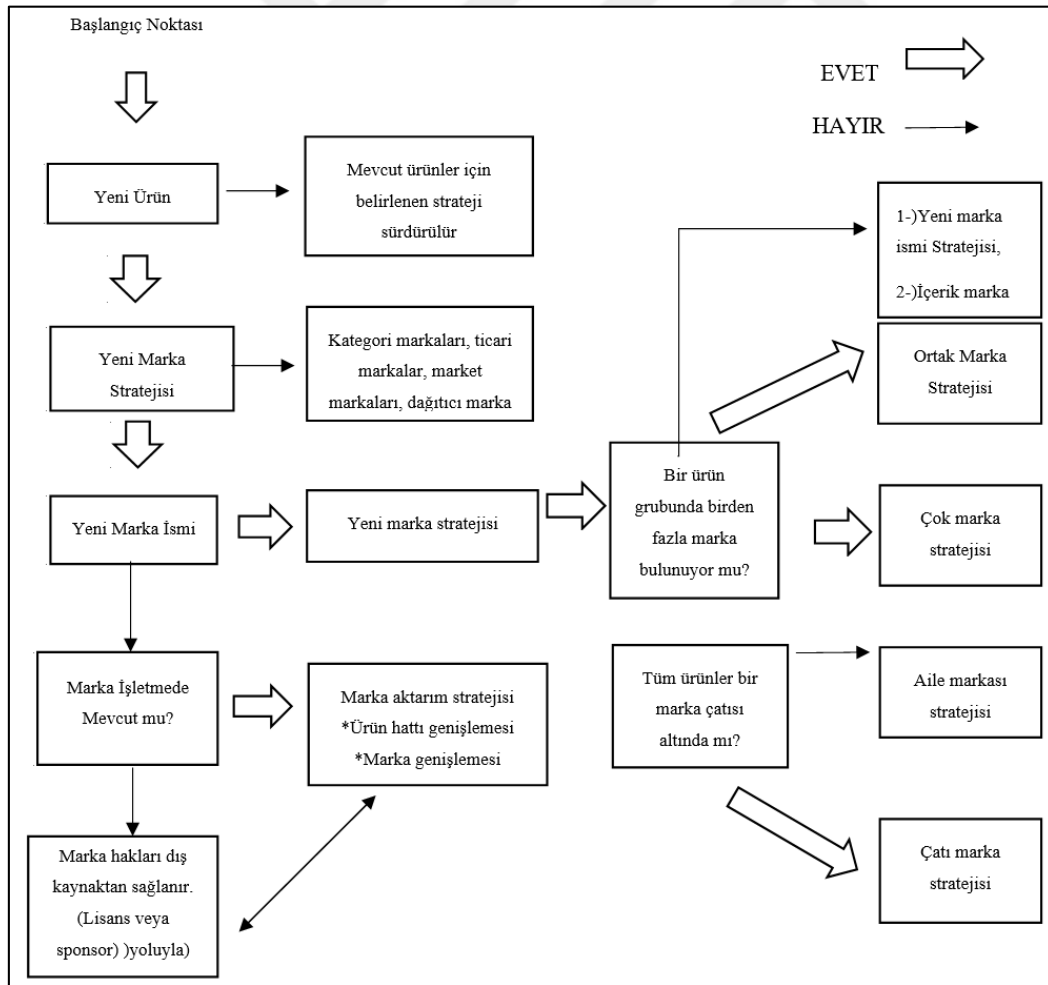 Başlangıç Noktası
EVET
HAYIR
Yeni Ürün
Mevcut ürünler için
belirlenen strateji
sürdürülür
1-)Yeni marka
ismi Stratejisi,
2-)İçerik marka
Yeni Marka
Stratejisi
Kategori markaları, ticari
markalar, market
markaları, dağıtıcı marka
Ortak Marka
Stratejisi
Yeni Marka İsmi
Yeni marka stratejisi
Bir ürün
grubunda birden
fazla marka
bulunuyor mu?
Çok marka
stratejisi
Marka İşletmede
Mevcut mu?
Marka aktarım stratejisi
*Ürün hattı genişlemesi
*Marka genişlemesi
Tüm ürünler bir
marka çatısı
altında mı?
Aile markası
stratejisi
Marka hakları dış
kaynaktan sağlanır.
(Lisans veya
sponsor) )yoluyla)
Çatı marka
stratejisi